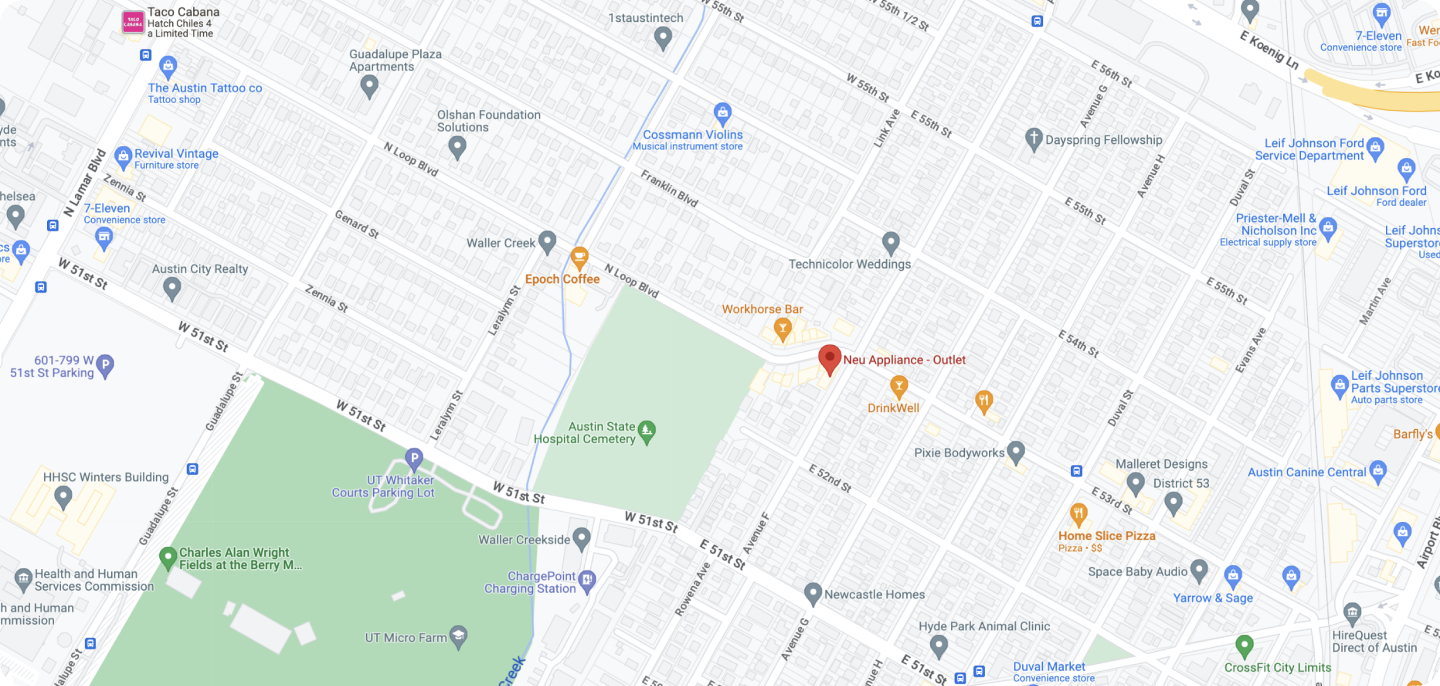 Taco Cabana
Hatch Chiles 4
a Limited Time
TACO
CABANA
1staustintech
W 55th St
W 55th St
55th 1/2 St
E Koenig Ln
7-Eleven
Convenience store
Fast Foo
E Ko
Guadalupe Plaza
Apartments
The Austin Tattoo co
Tattoo shop
E 56th St
Avenue G
W 55th St
Olshan Foundation
Solutions
Cossmann Violins
Musical instrument store
Link Ave
E 55th St
Dayspring Fellowship
Leif Johnson Ford
Service Department
N Loop Blvd
Revival Vintage
Furniture store
N Lamar Blvd
Zennia St
Franklin Blvd
Avenue H
Duval St
Leif Johnson Ford
Ford dealer
helsea
7-Eleven
Convenience store
Genard St
E 55th St
Priester-Mell &
Nicholson Inc
Electrical supply store
Leif Johns
Superstor
Used
Waller Creek
Epoch Coffee
N Loop Blvd
Technicolor Weddings
W 51st St
Austin City Realty
Zennia St
Leralynn St
E 55th St
Martin Ave
Workhorse Bar
W 51st St
E 54th St
Evans Ave
601-799 W
51st St Parking
Neu Appliance - Outlet
Leif Johnson
Parts Superstore
Auto parts store
Guadalupe St
W 51st St
Leralynn St
DrinkWell
Duval St
Austin State
Hospital Cemetery
Barfly's
Pixie Bodyworks
HHSC Winters Building
UT Whitaker
Courts Parking Lot
E 52nd St
Malleret Designs
District 53
Austin Canine Central
W 51st St
E 53rd St
Guadalupe St
W 51st St
Avenue F
Home Slice Pizza
Pizza • $$
Airport Bl
Waller Creekside
E 51st St
Charles Alan Wright
Fields at the Berry M...
Health and Human
Services Commission
ChargePoint
Charging Station
Rowena Ave
Space Baby Audio
Yarrow & Sage
Newcastle Homes
h and Human
mmission
UT Micro Farm
Avenue G
Hyde Park Animal Clinic
HireQuest
Direct of Austin
Guadalupe St
Creek
E 51st St
Avenue H
Duval Market
Convenience store
CrossFit City Limits